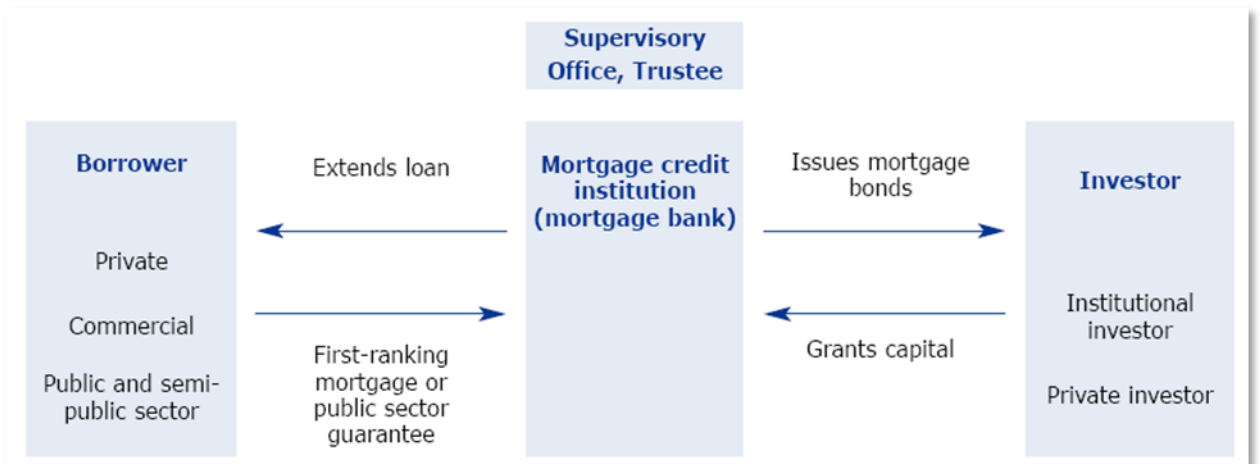 Supervisory
Office, Trustee
Borrower
Private
Commercial
Public and semi-
public sector
Extends loan
First-ranking
mortgage or
public sector
guarantee
Mortgage credit
institution
(mortgage bank)
Issues mortgage
bonds
Grants capital
Investor
Institutional
investor
Private investor